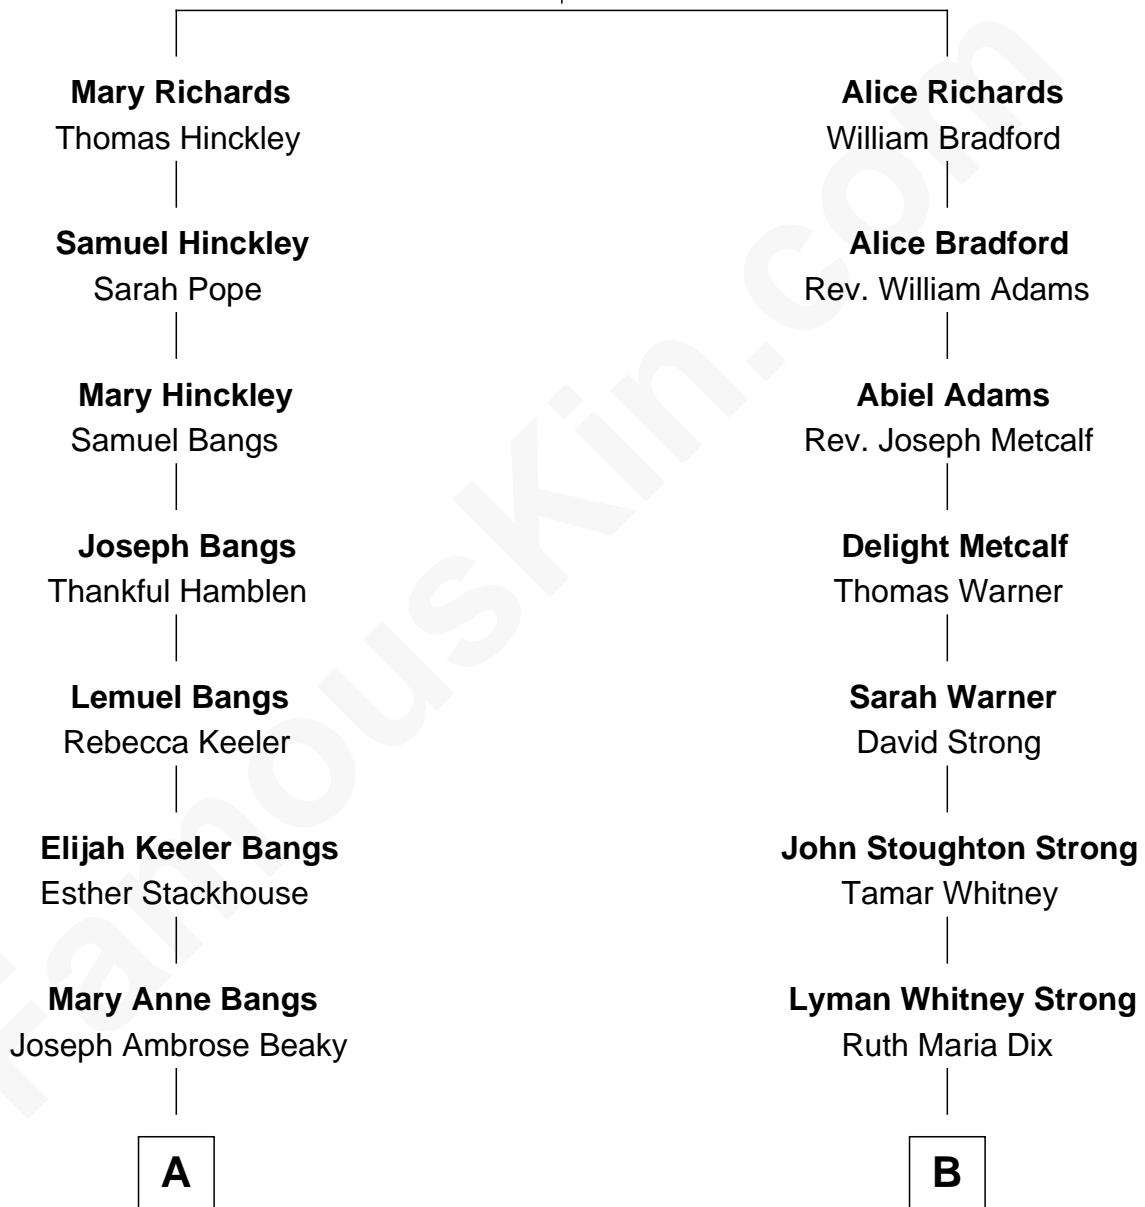 Mary Richards
Thomas Hinckley
Samuel Hinckley
Sarah Pope
Mary Hinckley
Samuel Bangs
Joseph Bangs
Thankful Hamblen
Lemuel Bangs
Rebecca Keeler
Elijah Keeler Bangs
Esther Stackhouse
Mary Anne Bangs
Joseph Ambrose Beaky
A
Alice Richards
William Bradford
Alice Bradford
Rev. William Adams
Abiel Adams
Rev. Joseph Metcalf
Delight Metcalf
Thomas Warner
Sarah Warner
David Strong
John Stoughton Strong
Tamar Whitney
Lyman Whitney Strong
Ruth Maria Dix
B
FamousKin.com